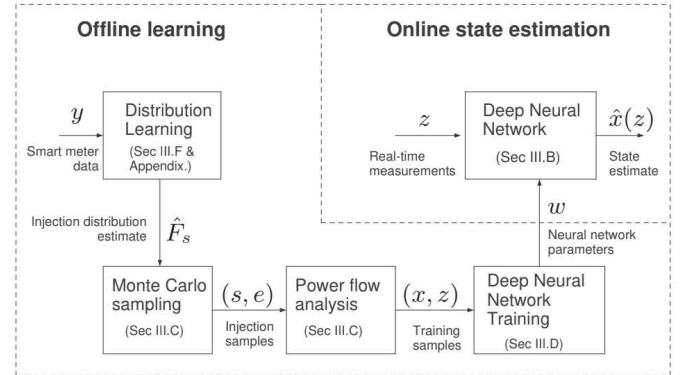 Offline learning
Online state estimation
y
Smart meter
data
Distribution
Learning
(Sec III.F &
Appendix.)
z
Real-time
measurements
Deep Neural
Network
(Sec III.B)
x̂(z)
State
estimate
Injection distribution
estimate
F̂ₛ
w
Neural network
parameters
Monte Carlo
sampling
(Sec III.C)
(s, e)
Injection
samples
Power flow
analysis
(Sec III.C)
(x, z)
Training
samples
Deep Neural
Network
Training
(Sec III.D)